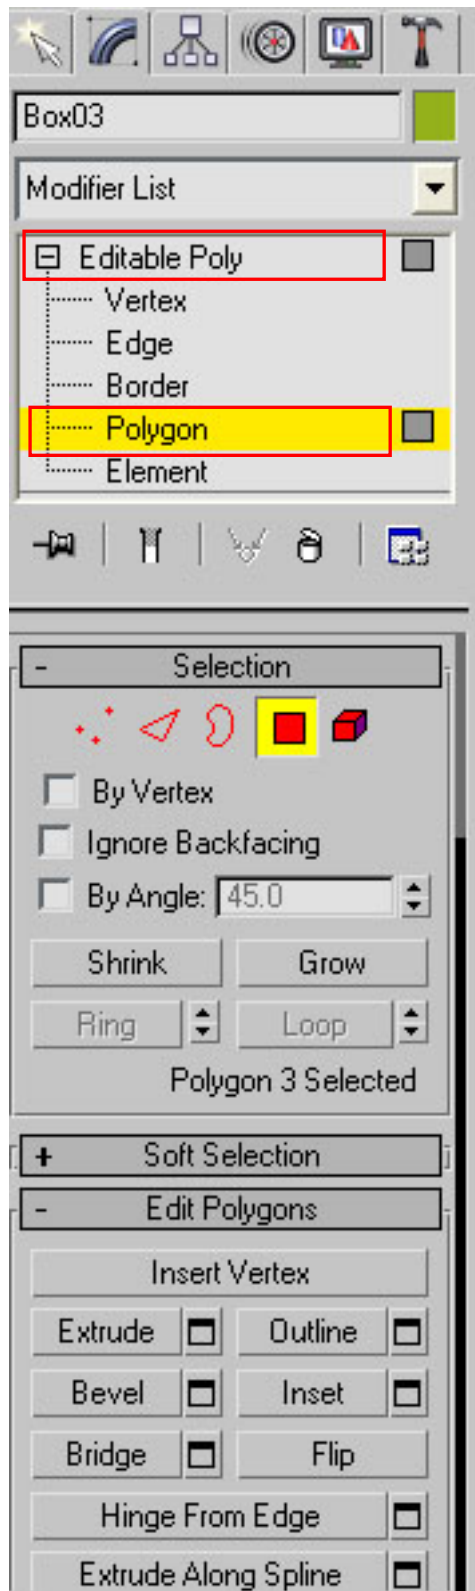 Box03
Modifier List
Editable Poly
Vertex
Edge
Border
Polygon
Element
- Selection
By Vertex
Ignore Backfacing
By Angle: 45.0
Shrink Grow
Ring Loop
Polygon 3 Selected
+ Soft Selection
- Edit Polygons
Insert Vertex
Extrude Outline
Bevel Inset
Bridge Flip
Hinge From Edge
Extrude Along Spline